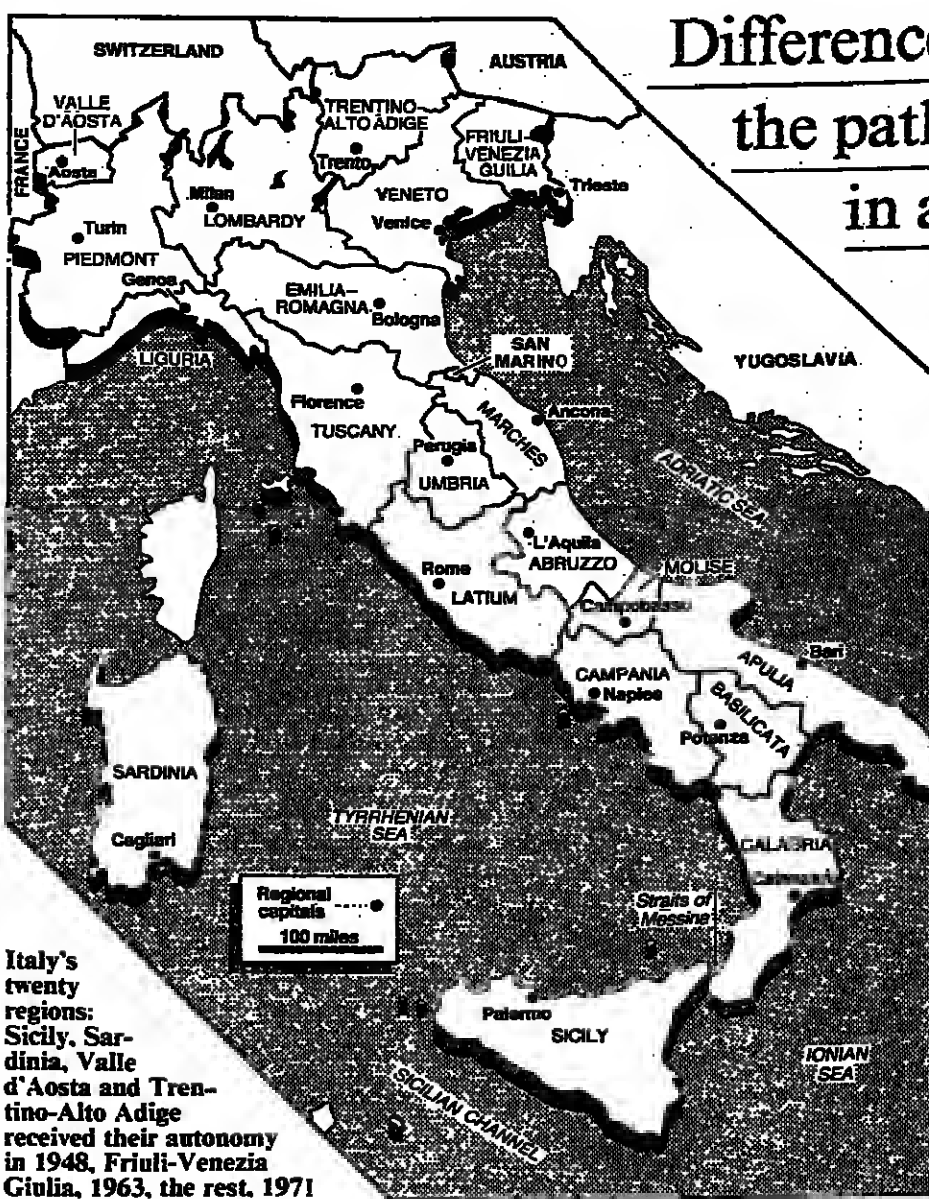 Difference
the path
in a
SWITZERLAND
AUSTRIA
FRANCE
VALLE
D'AOSTA
Aosta
TRENTINO
ALTO ADIGE
Trento
FRIULI-
VENEZIA
GUILIA
Trieste
Milan
LOMBARDY
VENETO
Venice
Turin
PIEDMONT
Genoa
EMILIA-
ROMAGNA
Bologna
LIGURIA
SAN
MARINO
YUGOSLAVIA
Florence
TUSCANY
MARCHES
Ancona
Perugia
UMBRIA
ADRIATIC SEA
L'Aquila
ABRUZZO
MOLISE
Rome
LATIUM
Campobasso
Bari
APULIA
CAMPANIA
Naples
BASILICATA
Potenza
SARDINIA
Cagliari
TYRRHENIAN
SEA
CALABRIA
Regional
capitals
100 miles
Straits of
Messina
Palermo
SICILY
IONIAN
SEA
SICILIAN CHANNEL
Italy's
twenty
regions:
Sicily, Sar-
dinia, Valle
d'Aosta and Tren-
tino-Alto Adige
received their autonomy
in 1948, Friuli-Venezia
Giulia, 1963, the rest, 1971